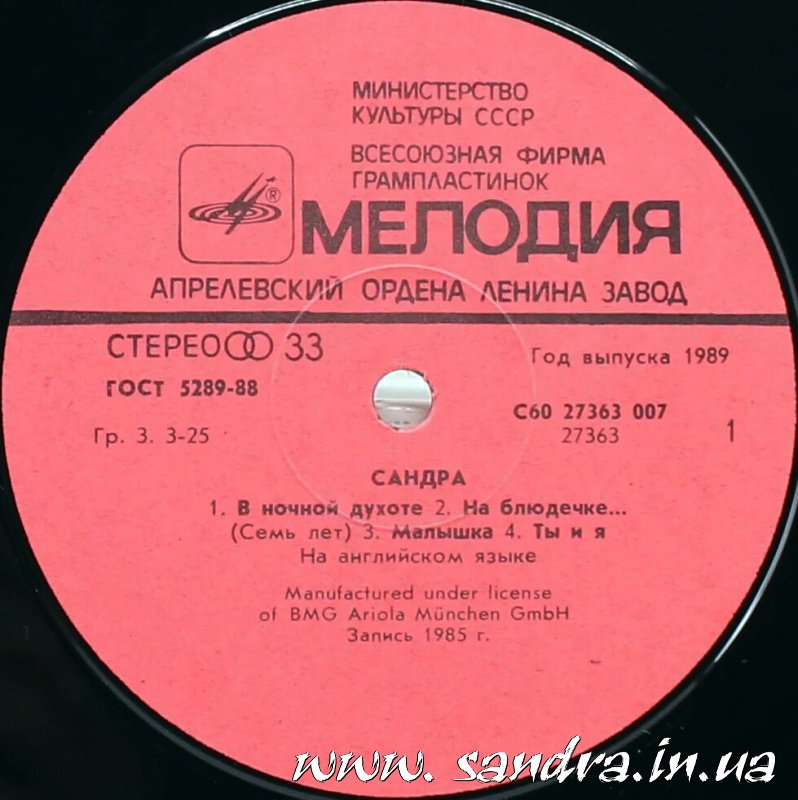 МИНИСТЕРСТВО
КУЛЬТУРЫ СССР
ВСЕСОЮЗНАЯ ФИРМА
ГРАМПЛАСТИНОК
®
МЕЛОДИЯ
АПРЕЛЕВСКИЙ ОРДЕНА ЛЕНИНА ЗАВОД
СТЕРЕО 33
Год выпуска 1989
ГОСТ 5289-88
С60 27363 007
Гр. 3. 3-25
27363
1
САНДРА
1. В ночной духоте 2. На блюдечке...
(Семь лет) 3. Малышка 4. Ты и я
На английском языке
Manufactured under license
of BMG Ariola München GmbH
Запись 1985 г.
www. sandra.in.ua